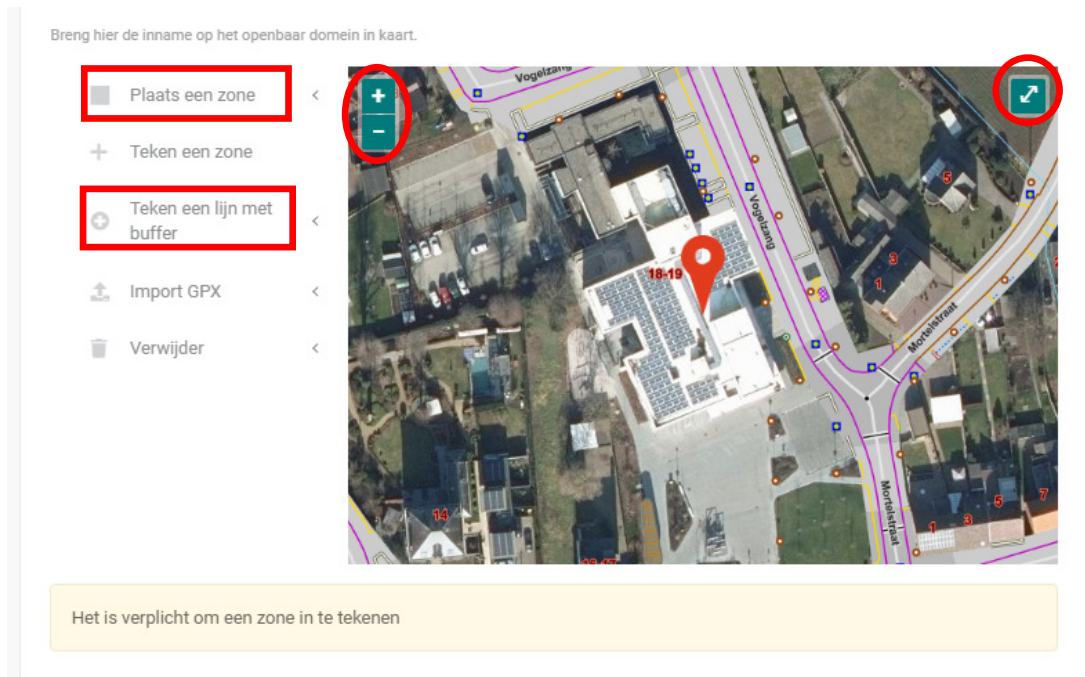 Breng hier de inname op het openbaar domein in kaart.
Plaats een zone
Teken een zone
Teken een lijn met
buffer
Import GPX
Verwijder
+
−
Vogelzang
5
Vogelzang
3
18-19
1
Mortelstraat
14
Mortelstraat
7
5
3
1
16-17
Het is verplicht om een zone in te tekenen